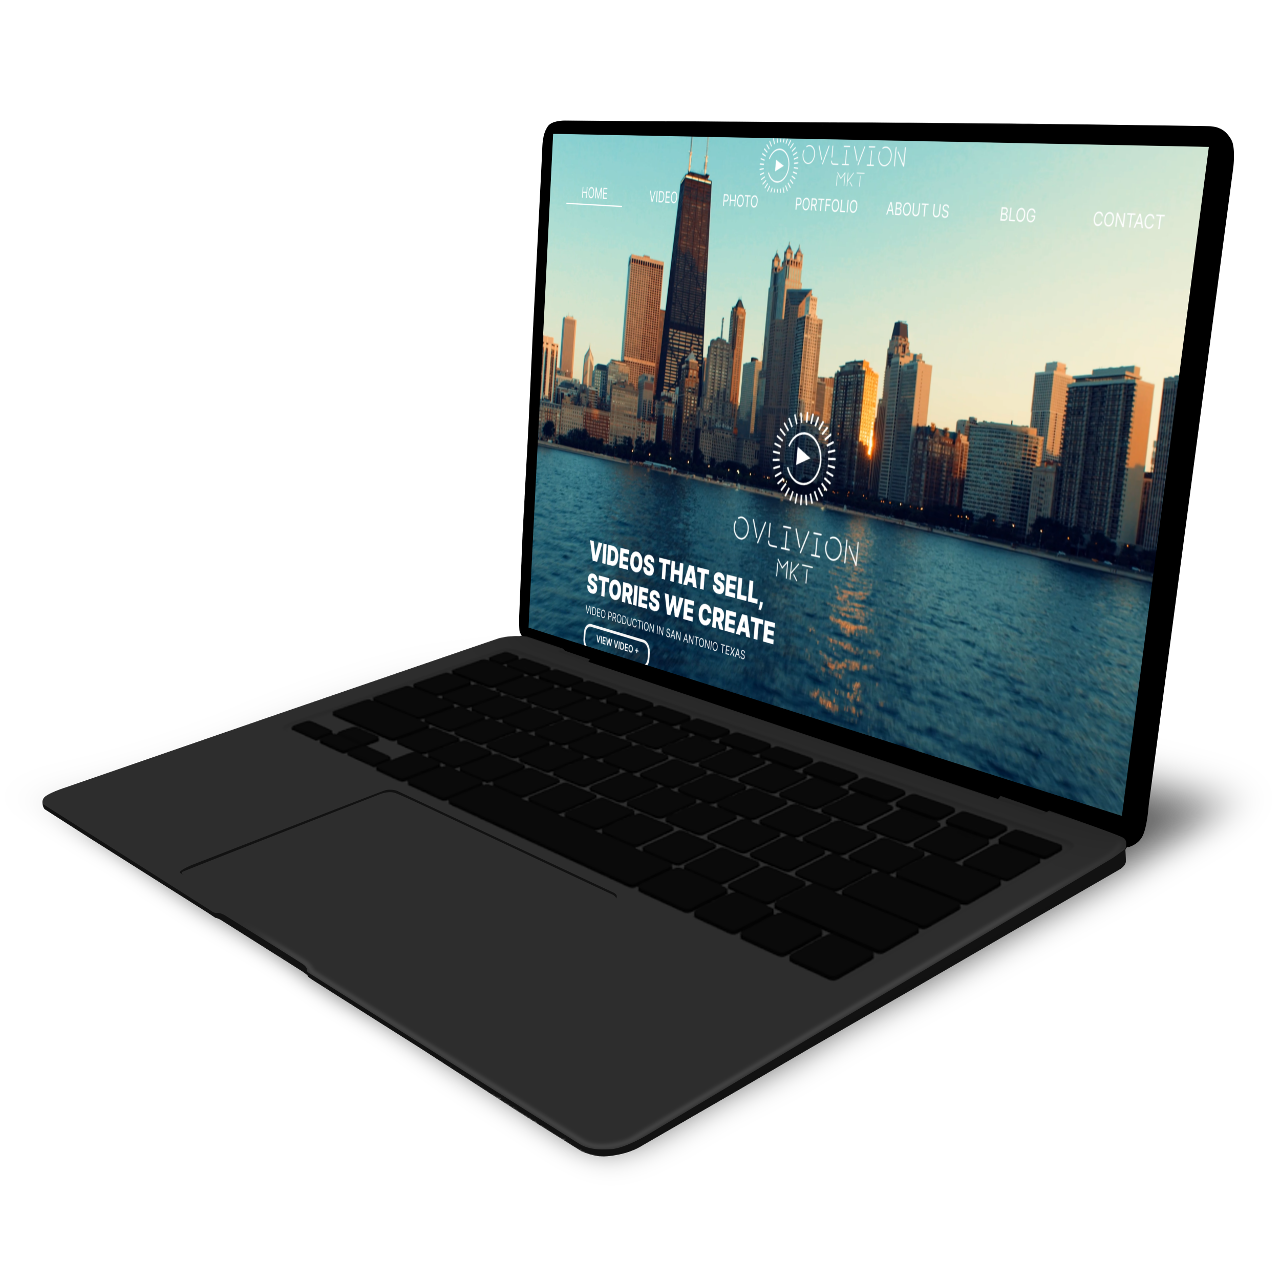 OVLIVION
MKT
HOME VIDEO PHOTO PORTFOLIO ABOUT US BLOG CONTACT
OVLIVION
MKT
VIDEOS THAT SELL,
STORIES WE CREATE
VIDEO PRODUCTION IN SAN ANTONIO TEXAS
VIEW VIDEO +